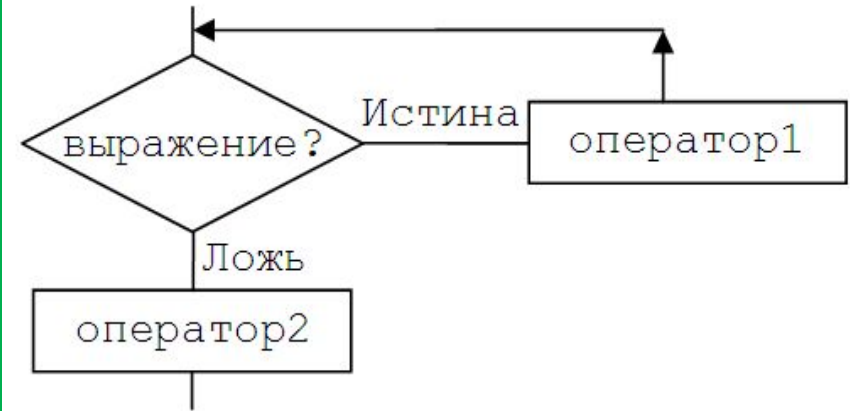 Истина
выражение?
оператор1
Ложь
оператор2